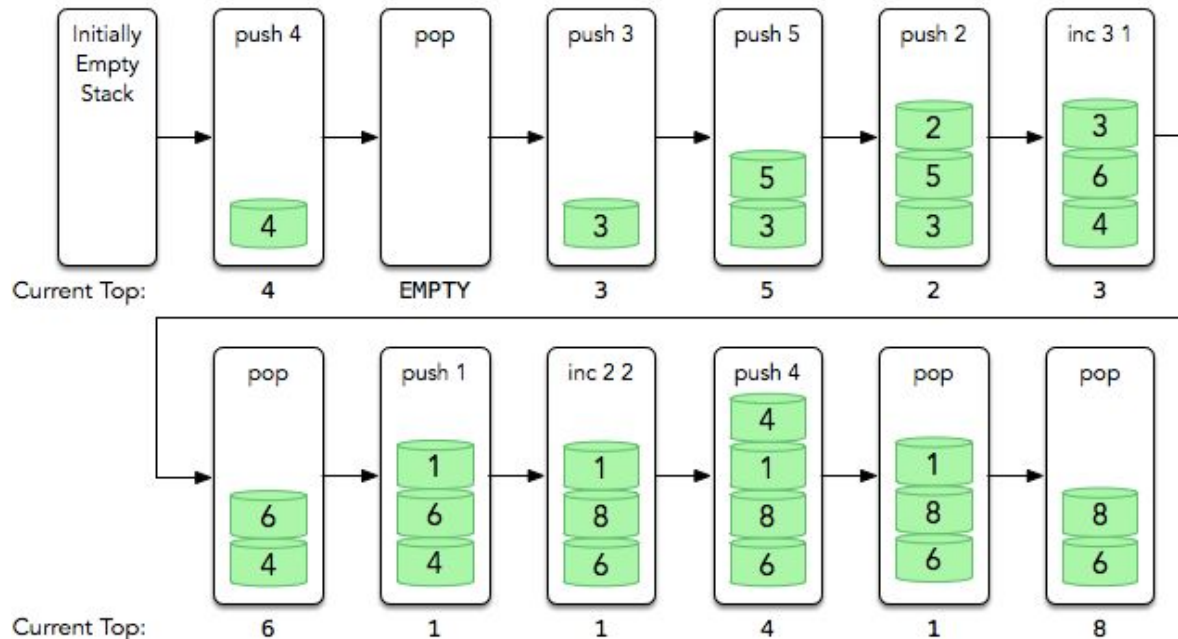 Initially
Empty
Stack
push 4
pop
push 3
push 5
push 2
inc 3 1
2
3
5
5
6
4
3
3
3
4
Current Top:
4
EMPTY
3
5
2
3
pop
push 1
inc 2 2
push 4
pop
pop
4
1
1
1
1
6
6
8
8
8
8
4
4
6
6
6
6
Current Top:
6
1
1
4
1
8